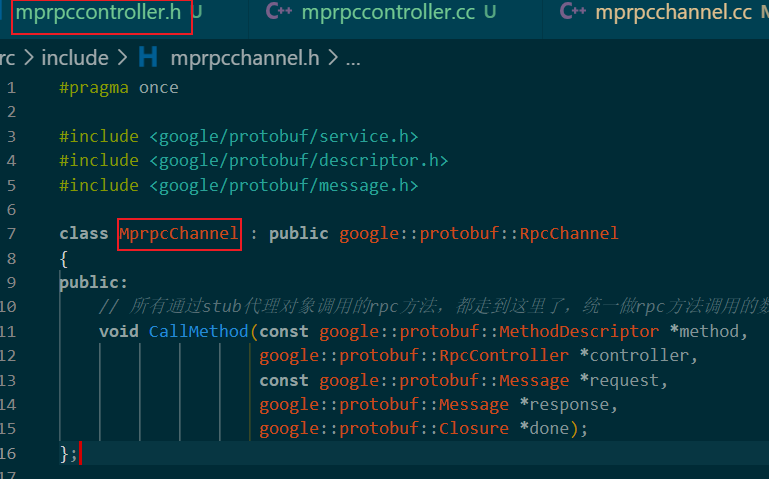 mprpccontroller.h U C++ mprpccontroller.cc U C++ mprpcchannel.cc
rc > include > H mprpcchannel.h > ...
1 #pragma once
2
3 #include <google/protobuf/service.h>
4 #include <google/protobuf/descriptor.h>
5 #include <google/protobuf/message.h>
6
7 class MprpcChannel : public google::protobuf::RpcChannel
8 {
9 public:
10 // 所有通过stub代理对象调用的rpc方法，都走到这里了，统一做rpc方法调用的数
11 void CallMethod(const google::protobuf::MethodDescriptor *method,
12 google::protobuf::RpcController *controller,
13 const google::protobuf::Message *request,
14 google::protobuf::Message *response,
15 google::protobuf::Closure *done);
16 };
17